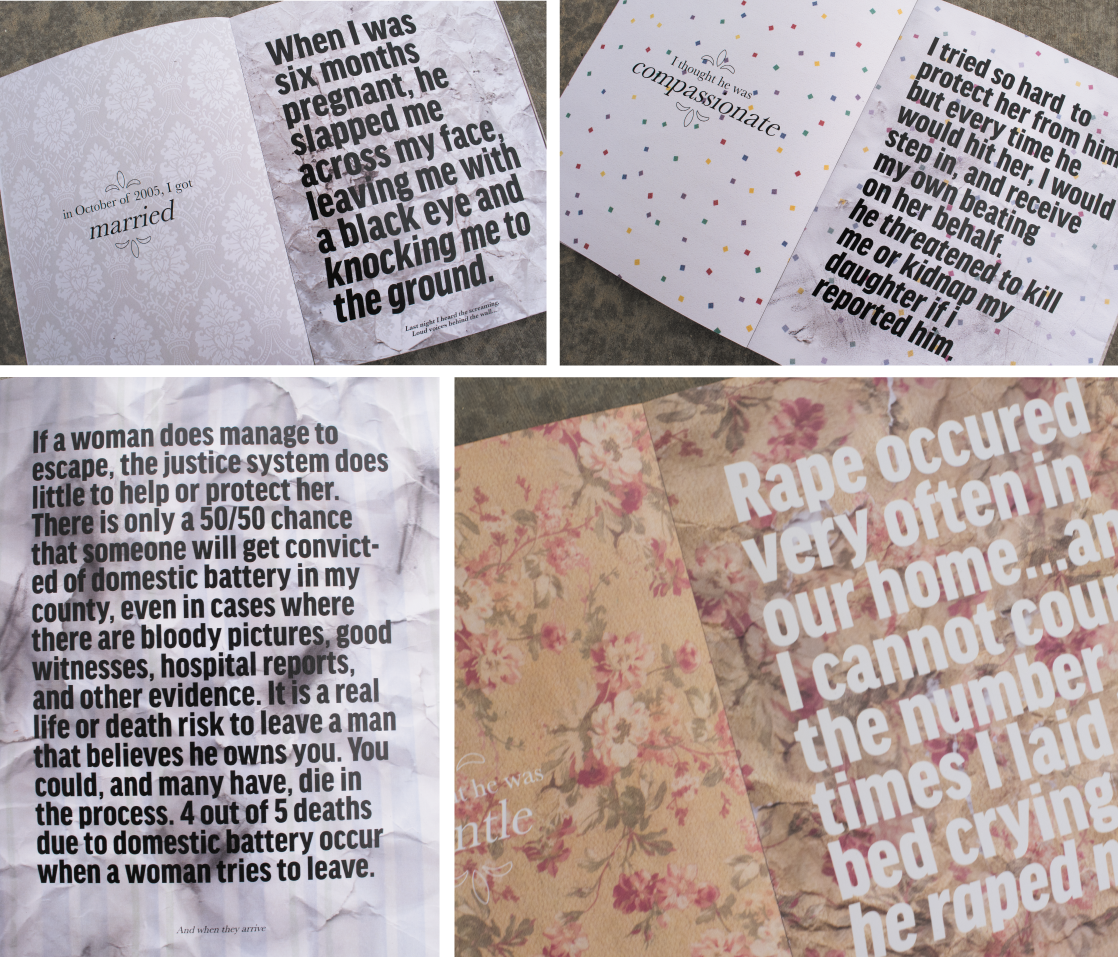 in October of 2005, I got
married
When I was
six months
pregnant, he
slapped me
across my face,
leaving me with
a black eye and
knocking me to
the ground.
Last night I heard the screaming,
Loud voices behind the wall...
I thought he was
compassionate
I tried so hard to
protect her from him
but every time he
would hit her, I would
step in, and receive
my own beating
on her behalf.
he threatened to kill
me or kidnap my
daughter if i
reported him.
If a woman does manage to
escape, the justice system does
little to help or protect her.
There is only a 50/50 chance
that someone will get convict-
ed of domestic battery in my
county, even in cases where
there are bloody pictures, good
witnesses, hospital reports,
and other evidence. It is a real
life or death risk to leave a man
that believes he owns you. You
could, and many have, die in
the process. 4 out of 5 deaths
due to domestic battery occur
when a woman tries to leave.
And when they arrive
he was
ntle
Rape occured
very often in
our home...an
I cannot cou
the number
times I laid
bed crying
he raped